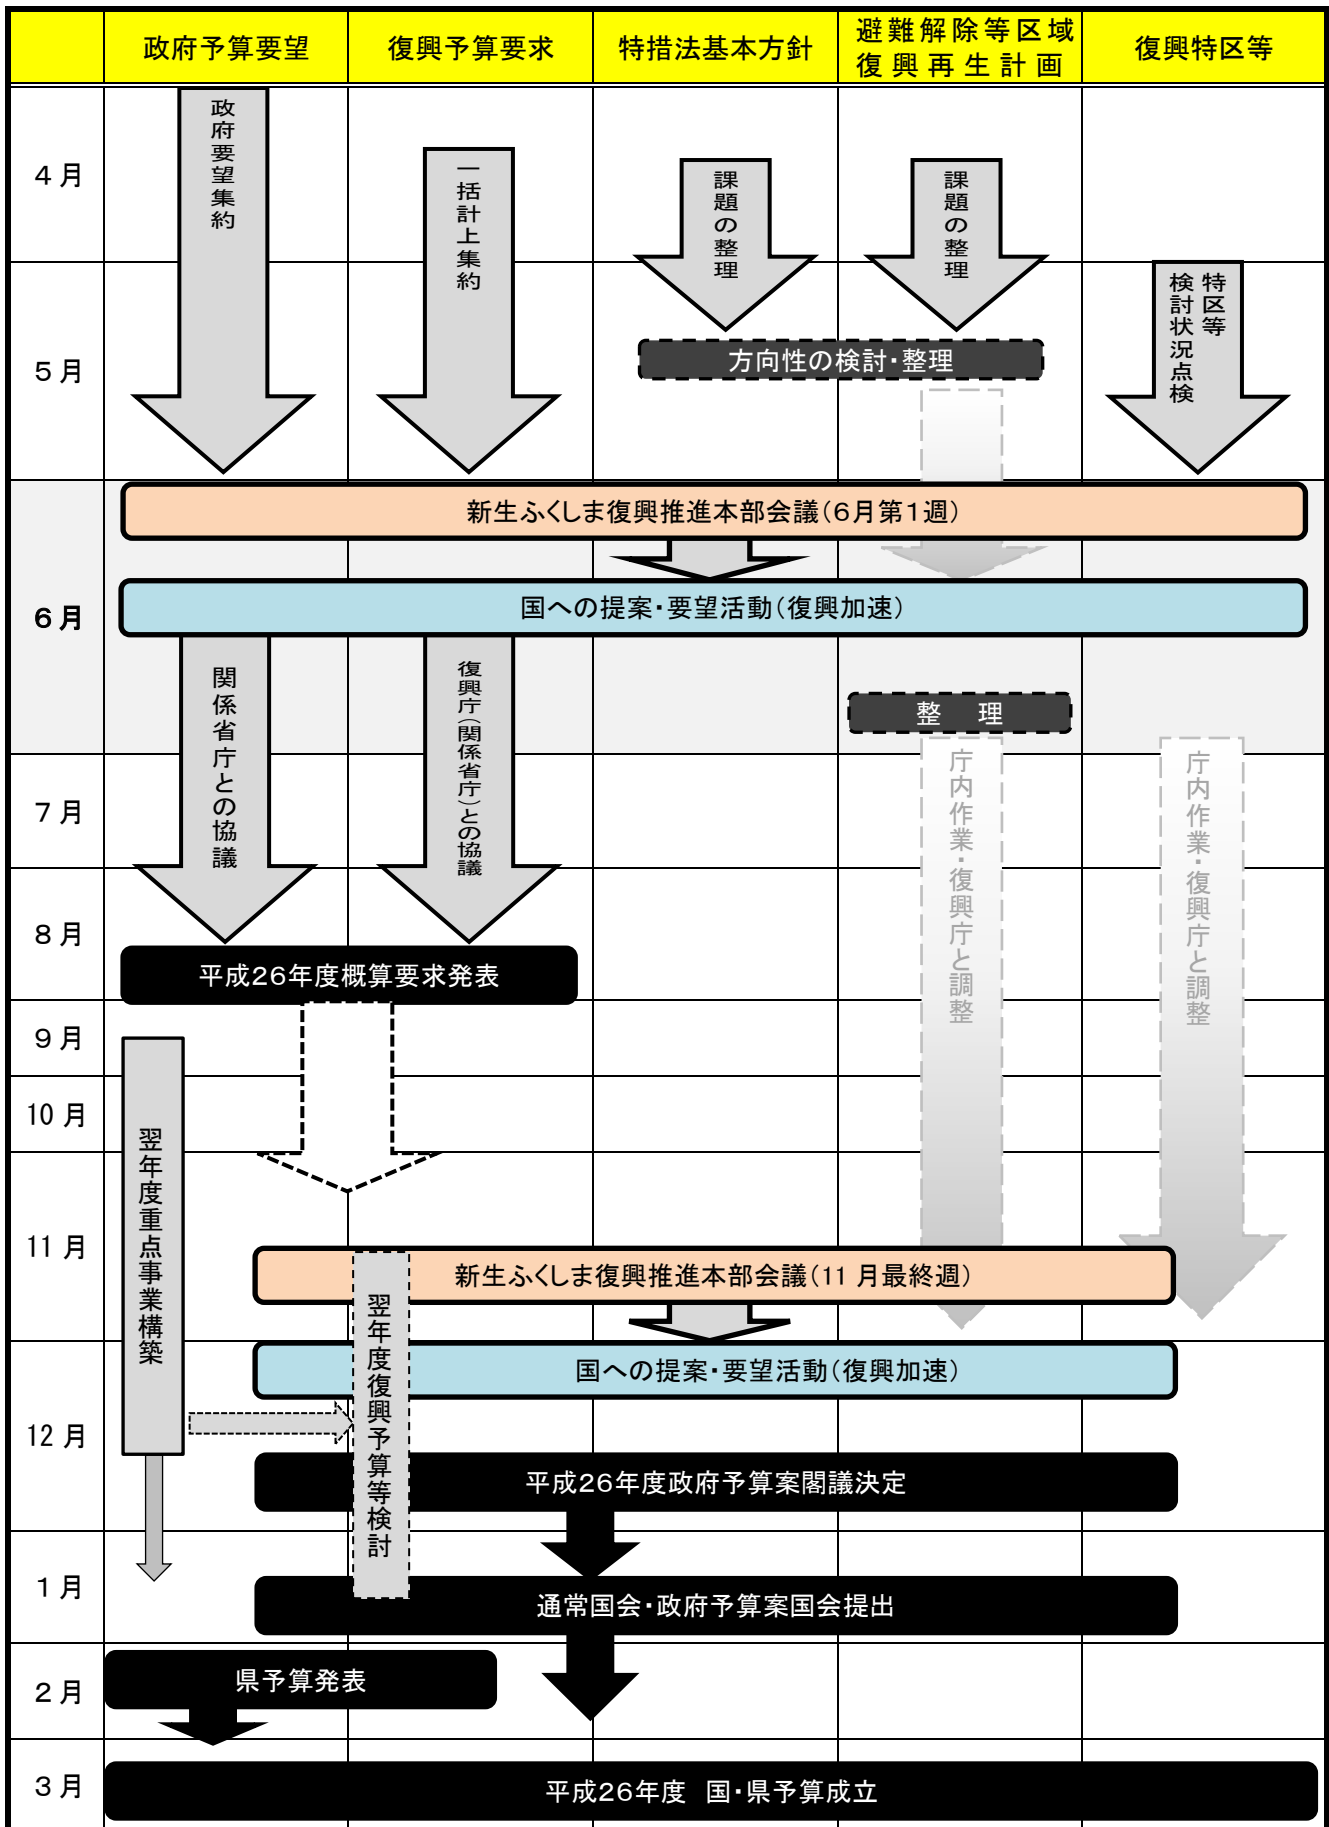 政府予算要望
復興予算要求
特措法基本方針
避難解除等区域
復興再生計画
復興特区等
4月
政府要望集約
一括計上集約
課題の整理
課題の整理
5月
特区等
検討状況点検
方向性の検討・整理
6月
新生ふくしま復興推進本部会議(6月第1週)
国への提案・要望活動(復興加速)
関係省庁との協議
復興庁(関係省庁)との協議
整 理
7月
庁内作業・復興庁と調整
庁内作業・復興庁と調整
8月
平成26年度概算要求発表
9月
翌年度重点事業構築
10月
11月
新生ふくしま復興推進本部会議(11月最終週)
翌年度復興予算等検討
国への提案・要望活動(復興加速)
12月
平成26年度政府予算案閣議決定
1月
通常国会・政府予算案国会提出
2月
県予算発表
3月
平成26年度 国・県予算成立